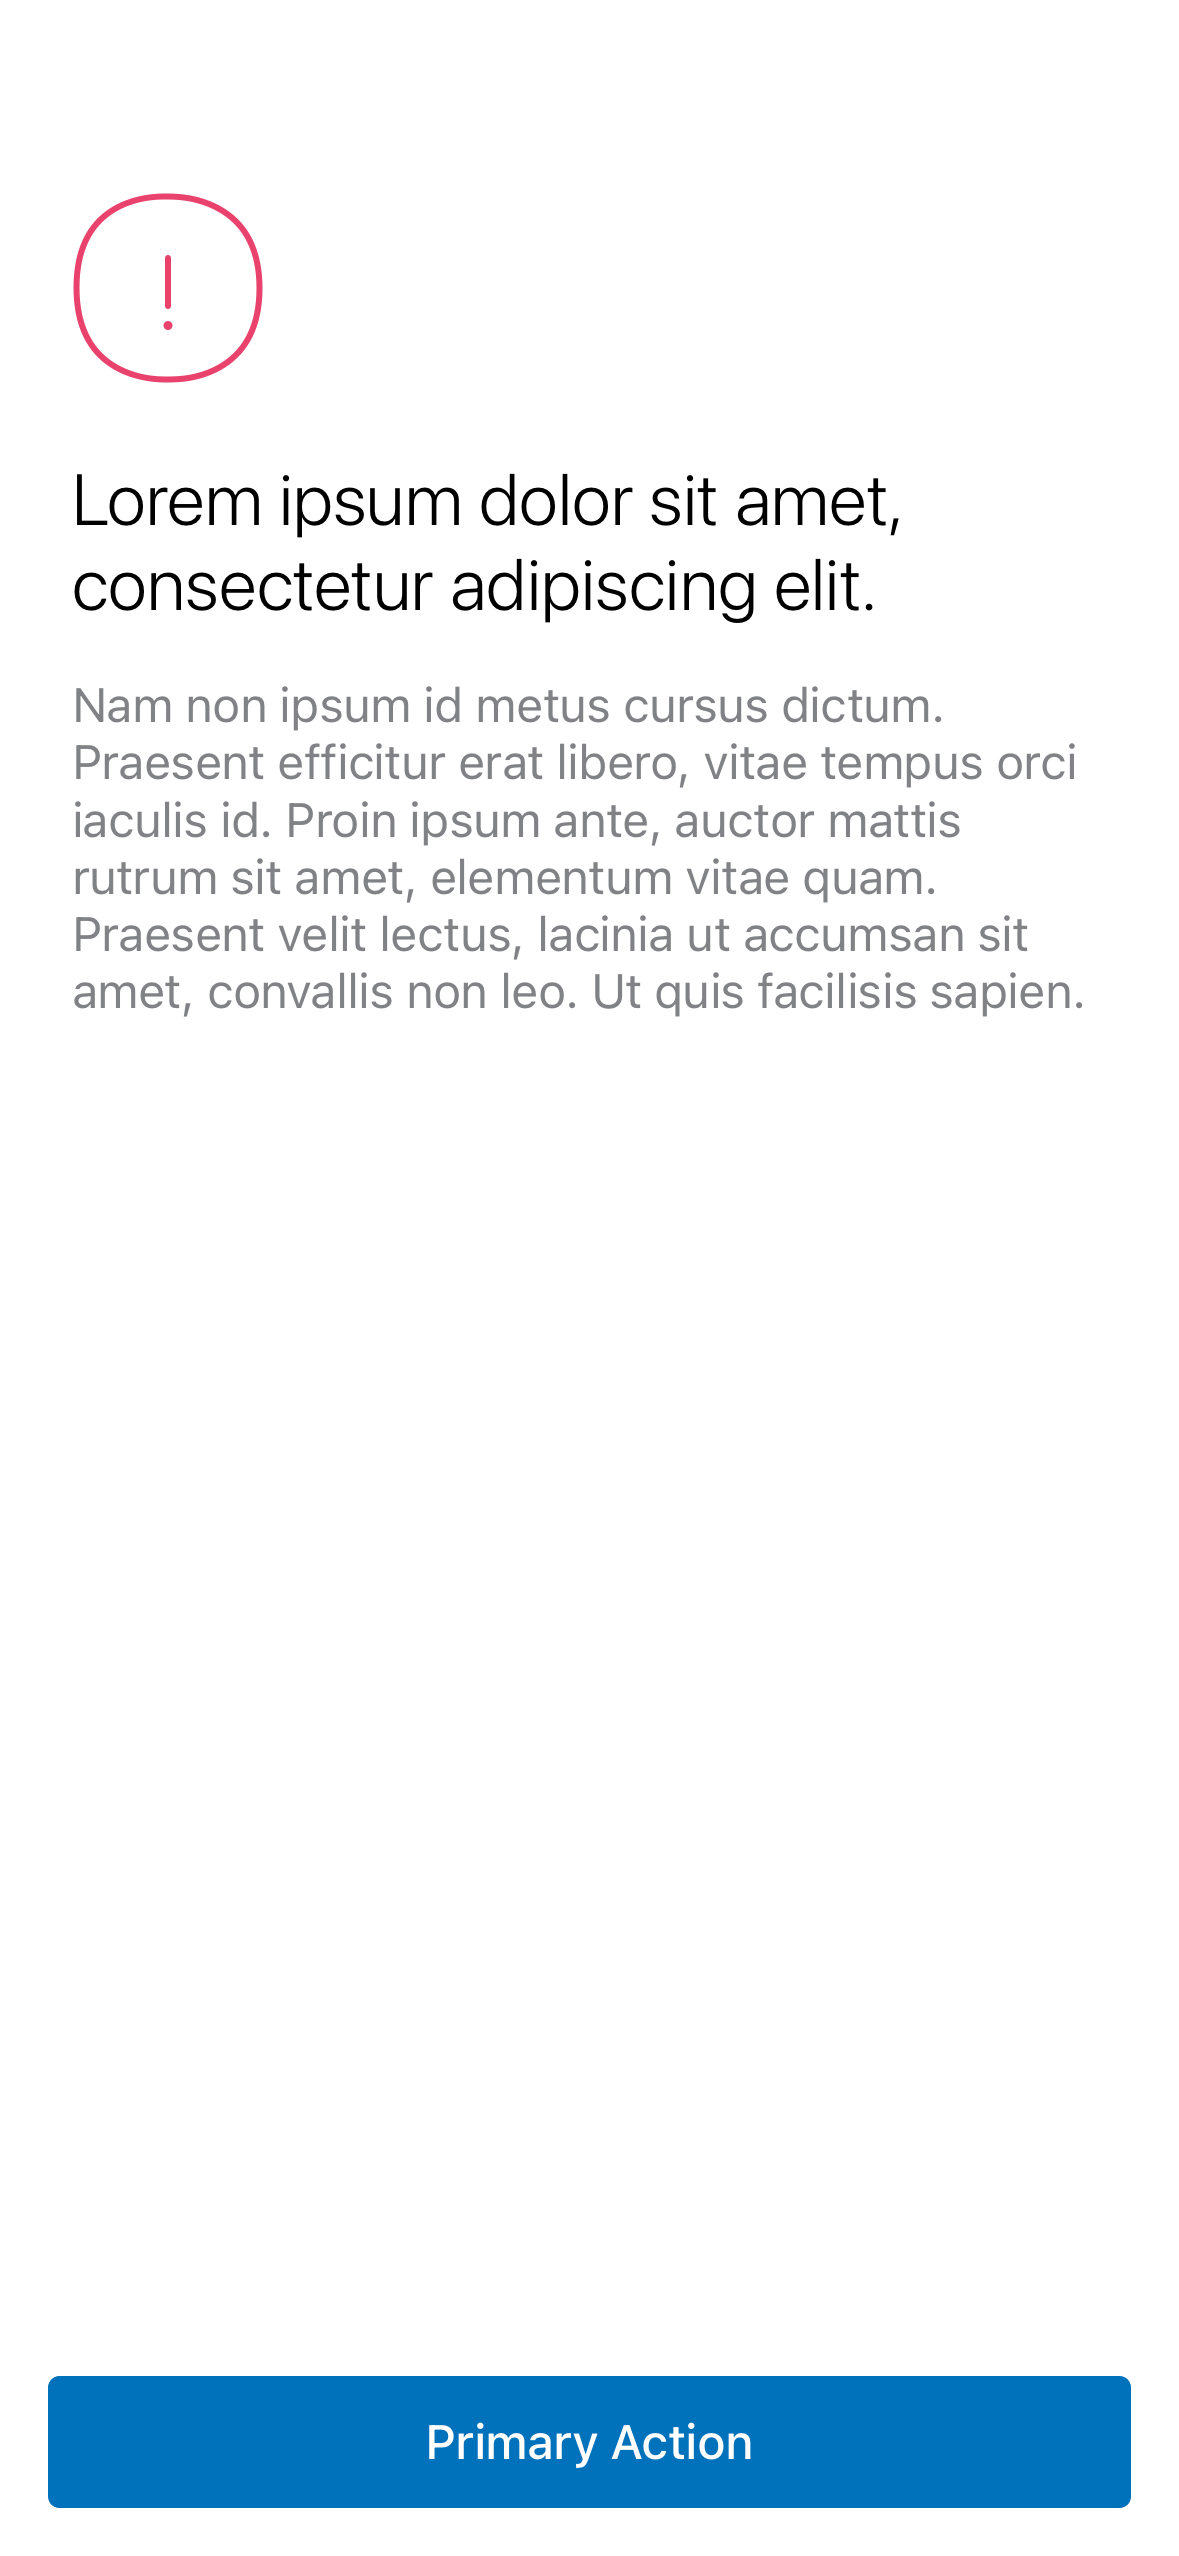 Lorem ipsum dolor sit amet,
consectetur adipiscing elit.
Nam non ipsum id metus cursus dictum.
Praesent efficitur erat libero, vitae tempus orci
iaculis id. Proin ipsum ante, auctor mattis
rutrum sit amet, elementum vitae quam.
Praesent velit lectus, lacinia ut accumsan sit
amet, convallis non leo. Ut quis facilisis sapien.
Primary Action